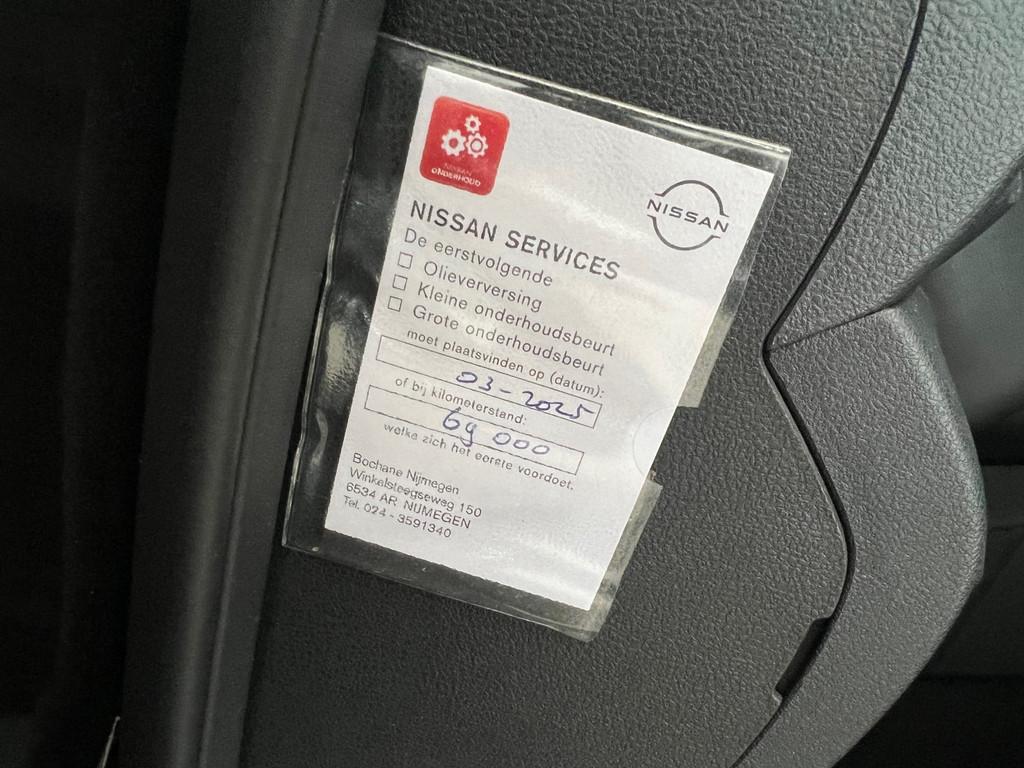 NISSAN
ONDERHOUD
NISSAN
NISSAN SERVICES
De eerstvolgende
☐ Olieverversing
☐ Kleine onderhoudsbeurt
☐ Grote onderhoudsbeurt
moet plaatsvinden op (datum):
03-2025
of bij kilometerstand:
69 000
welke zich het eerste voordoet.
Bochane Nijmegen
Winkelsteegseweg 150
6534 AR NIJMEGEN
Tel. 024 - 3591340